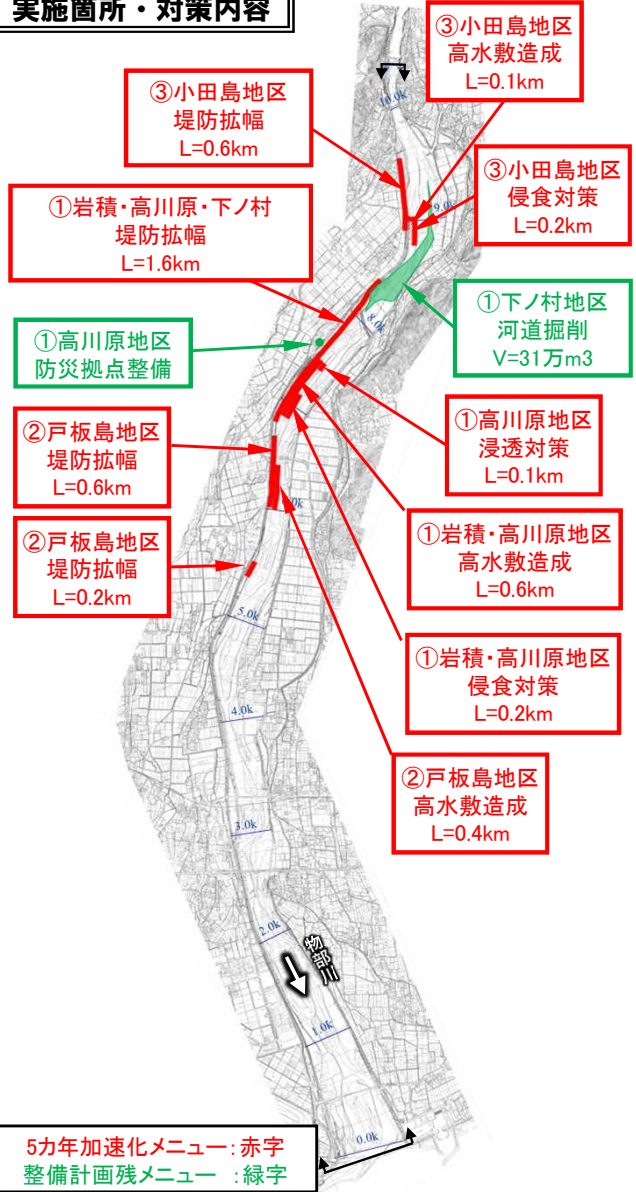 実施箇所・対策内容
③小田島地区
高水敷造成
L=0.1km
③小田島地区
堤防拡幅
L=0.6km
10.0k
③小田島地区
侵食対策
L=0.2km
9.0k
①岩積・高川原・下ノ村
堤防拡幅
L=1.6km
①下ノ村地区
河道掘削
V=31万m3
8.0k
①高川原地区
防災拠点整備
①高川原地区
浸透対策
L=0.1km
②戸板島地区
堤防拡幅
L=0.6km
①岩積・高川原地区
高水敷造成
L=0.6km
②戸板島地区
堤防拡幅
L=0.2km
5.0k
①岩積・高川原地区
侵食対策
L=0.2km
4.0k
②戸板島地区
高水敷造成
L=0.4km
3.0k
2.0k
物部川
1.0k
0.0k
5カ年加速化メニュー：赤字
整備計画残メニュー ：緑字